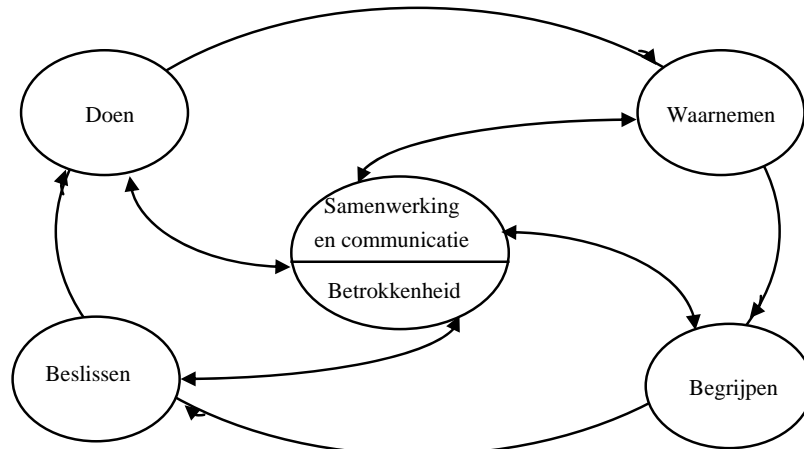 Doen
Waarnemen
Samenwerking
en communicatie
Betrokkenheid
Beslissen
Begrijpen